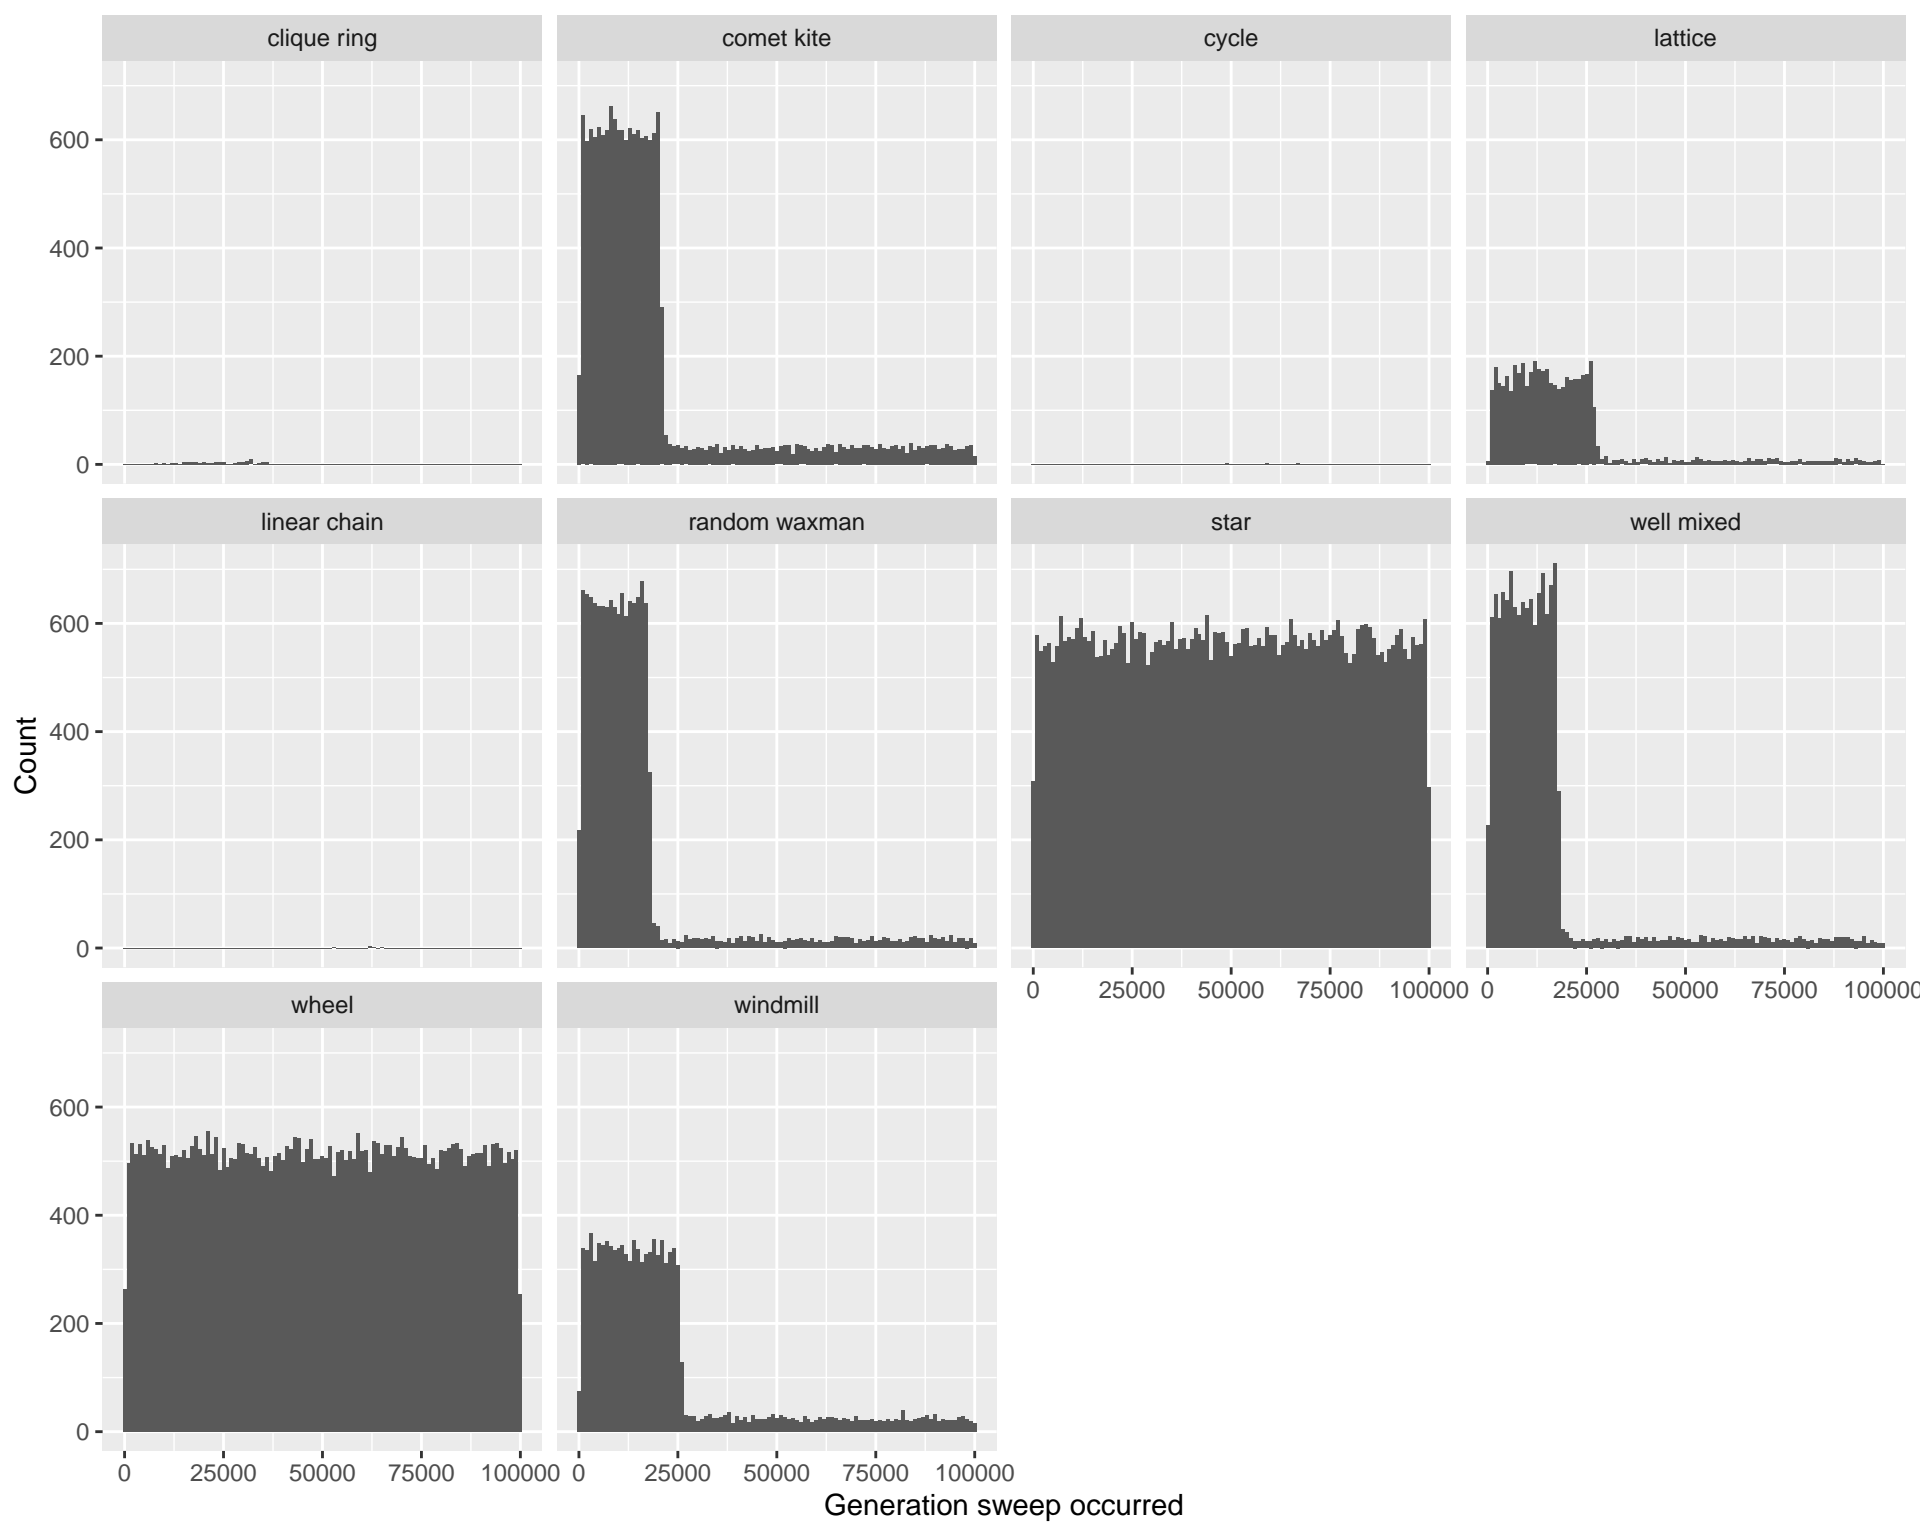 clique ring comet kite cycle lattice
600
400
200
0
linear chain random waxman star well mixed
600
400
200
0
Count
0 25000 50000 75000 100000 0 25000 50000 75000 100000
wheel windmill
600
400
200
0
0 25000 50000 75000 100000 0 25000 50000 75000 100000
Generation sweep occurred